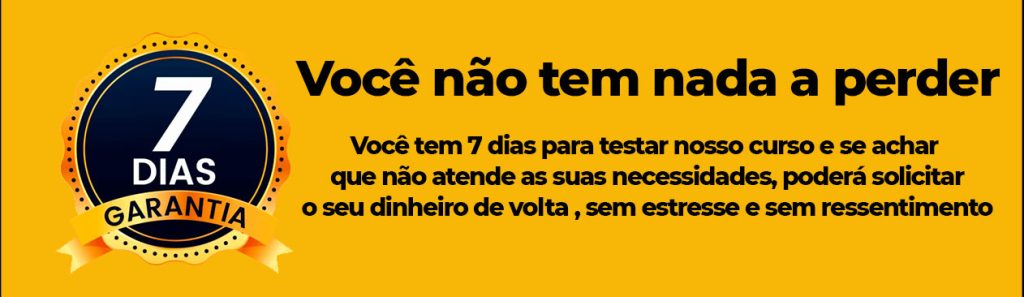 7
DIAS
GARANTIA
Você não tem nada a perder
Você tem 7 dias para testar nosso curso e se achar
que não atende as suas necessidades, poderá solicitar
o seu dinheiro de volta , sem estresse e sem ressentimento